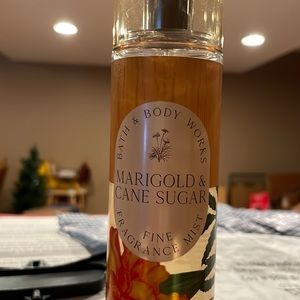 BATH & BODY WORKS
MARIGOLD &
CANE SUGAR
FINE
FRAGRANCE MIST